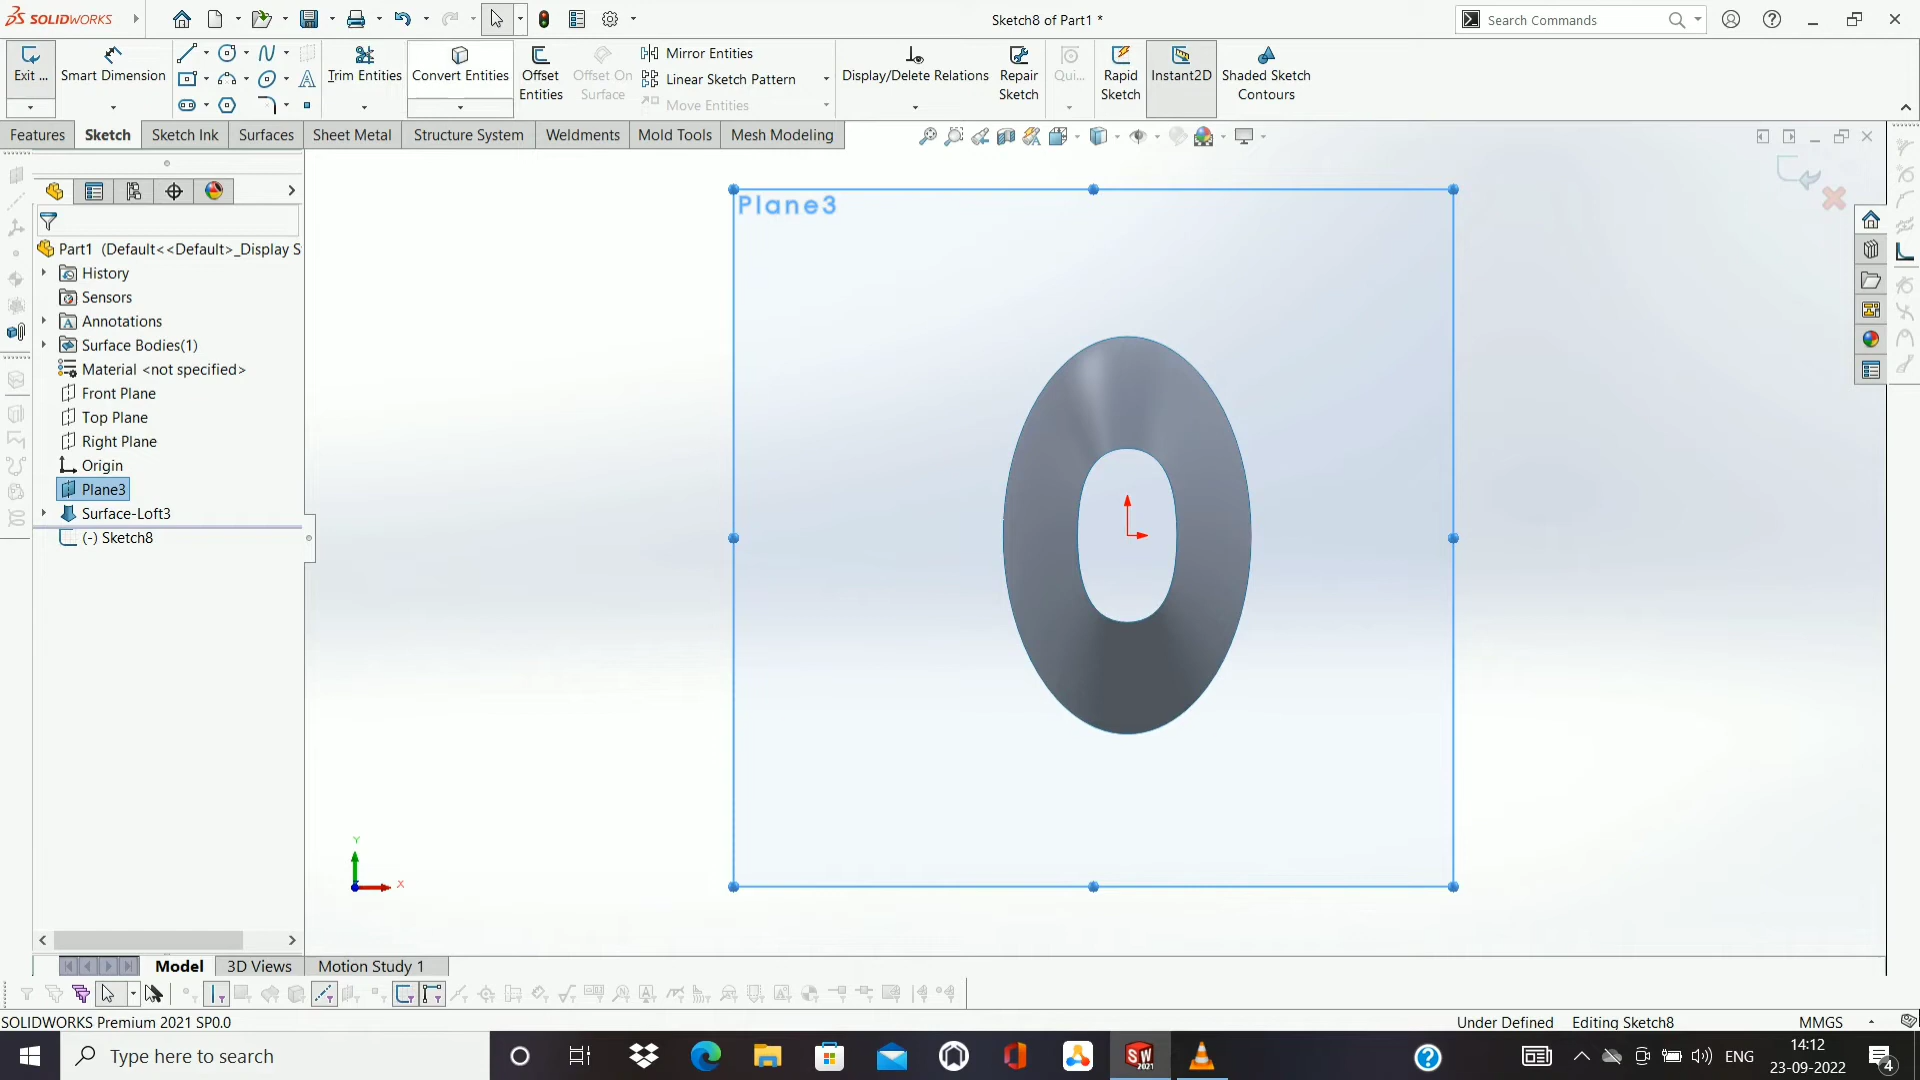 SOLIDWORKS
Sketch8 of Part1 *
Search Commands
Exit ...
Smart Dimension
Trim Entities
Convert Entities
Offset Entities
Offset On Surface
Mirror Entities
Linear Sketch Pattern
Move Entities
Display/Delete Relations
Repair Sketch
Qui...
Rapid Sketch
Instant2D
Shaded Sketch Contours
Features
Sketch
Sketch Ink
Surfaces
Sheet Metal
Structure System
Weldments
Mold Tools
Mesh Modeling
Part1 (Default<<Default>_Display S
History
Sensors
Annotations
Surface Bodies(1)
Material <not specified>
Front Plane
Top Plane
Right Plane
Origin
Plane3
Surface-Loft3
(-) Sketch8
Plane3
Y
X
Model
3D Views
Motion Study 1
SOLIDWORKS Premium 2021 SP0.0
Under Defined
Editing Sketch8
MMGS
Type here to search
SW
2021
ENG
14:12
23-09-2022
4